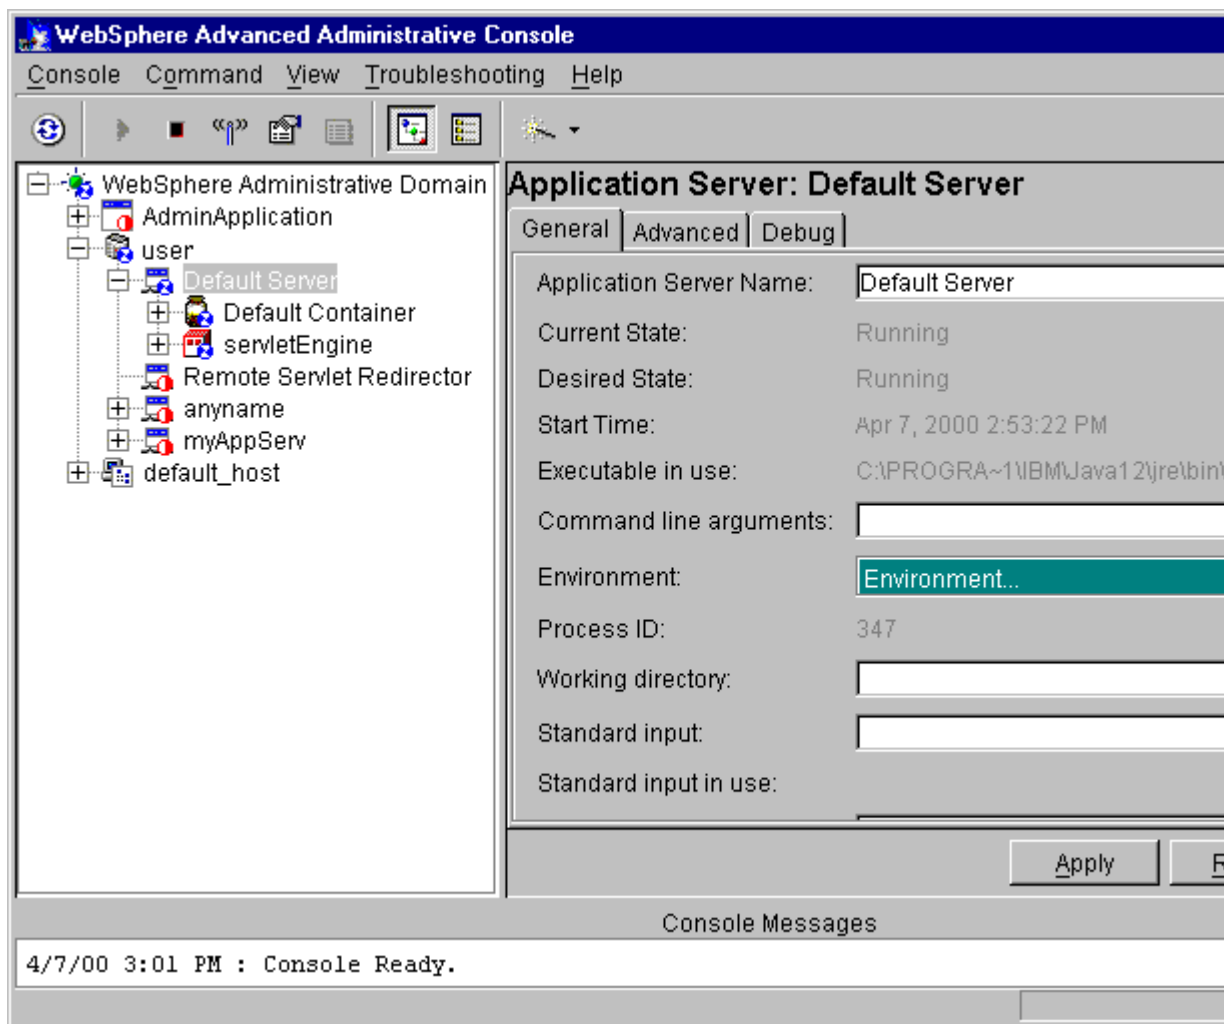 WebSphere Advanced Administrative Console
Console Command View Troubleshooting Help
WebSphere Administrative Domain
AdminApplication
user
Default Server
Default Container
servletEngine
Remote Servlet Redirector
anyname
myAppServ
default_host
Application Server: Default Server
General Advanced Debug
Application Server Name: Default Server
Current State: Running
Desired State: Running
Start Time: Apr 7, 2000 2:53:22 PM
Executable in use: C:\PROGRA~1\IBM\Java12\jre\bin\
Command line arguments:
Environment: Environment...
Process ID: 347
Working directory:
Standard input:
Standard input in use:
Apply
Console Messages
4/7/00 3:01 PM : Console Ready.